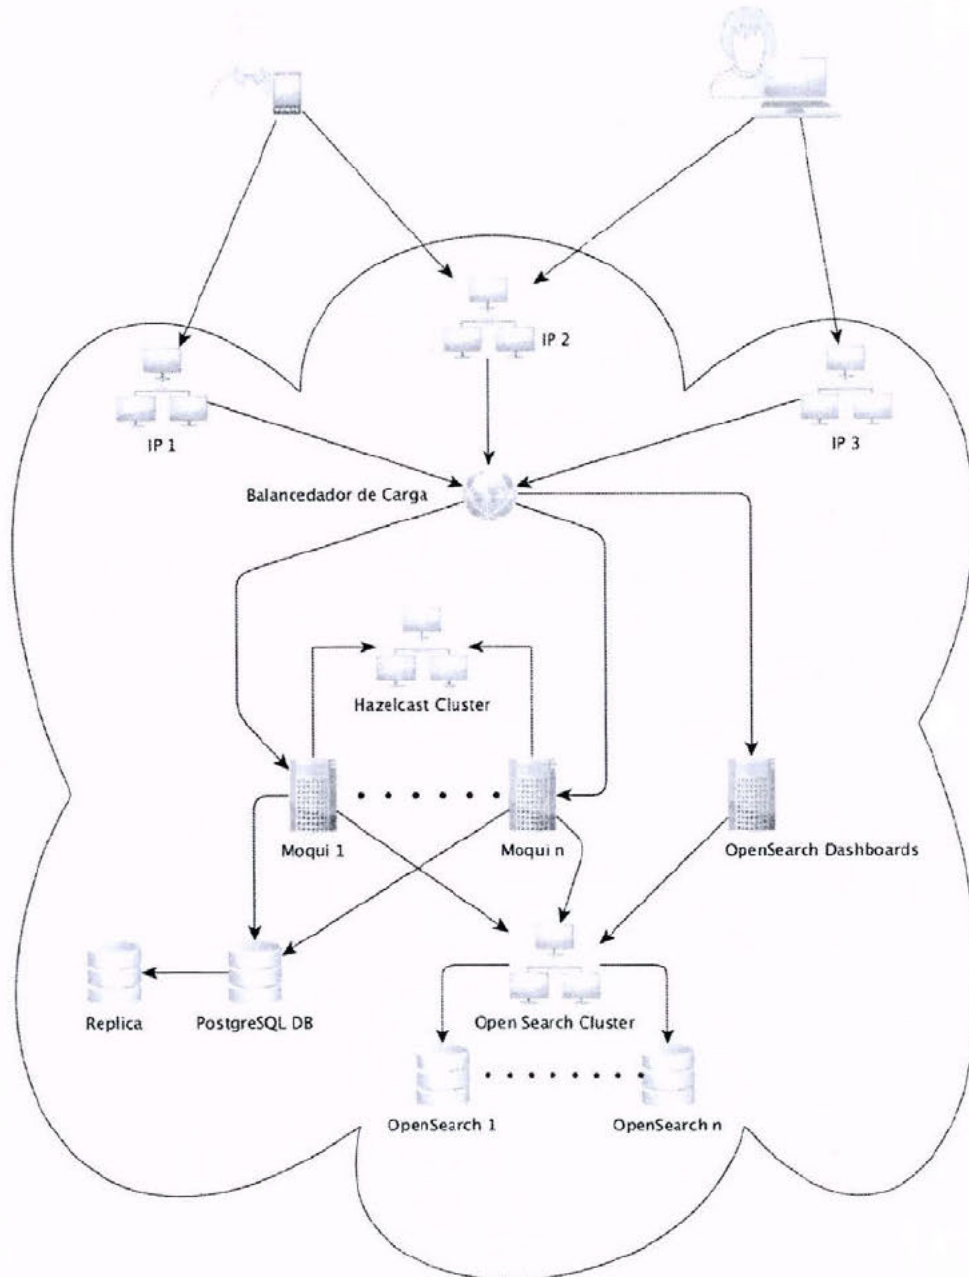 IP 2
IP 1
IP 3
Balancedador de Carga
Hazelcast Cluster
Moqui 1
Moqui n
OpenSearch Dashboards
Replica
PostgreSQL DB
Open Search Cluster
OpenSearch 1
OpenSearch n